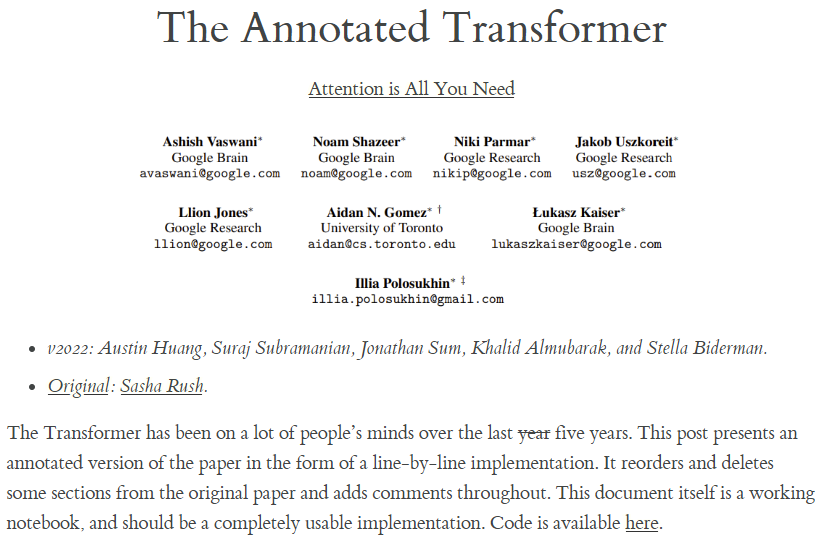 The Annotated Transformer
Attention is All You Need
Ashish Vaswani* Noam Shazeer* Niki Parmar* Jakob Uszkoreit*
Google Brain Google Brain Google Research Google Research
avaswani@google.com noam@google.com nikip@google.com usz@google.com
Llion Jones* Aidan N. Gomez* † Łukasz Kaiser*
Google Research University of Toronto Google Brain
llion@google.com aidan@cs.toronto.edu lukaszkaiser@google.com
Illia Polosukhin* ‡
illia.polosukhin@gmail.com
• v2022: Austin Huang, Suraj Subramanian, Jonathan Sum, Khalid Almubarak, and Stella Biderman.
• Original: Sasha Rush.
The Transformer has been on a lot of people’s minds over the last year five years. This post presents an
annotated version of the paper in the form of a line-by-line implementation. It reorders and deletes
some sections from the original paper and adds comments throughout. This document itself is a working
notebook, and should be a completely usable implementation. Code is available here.